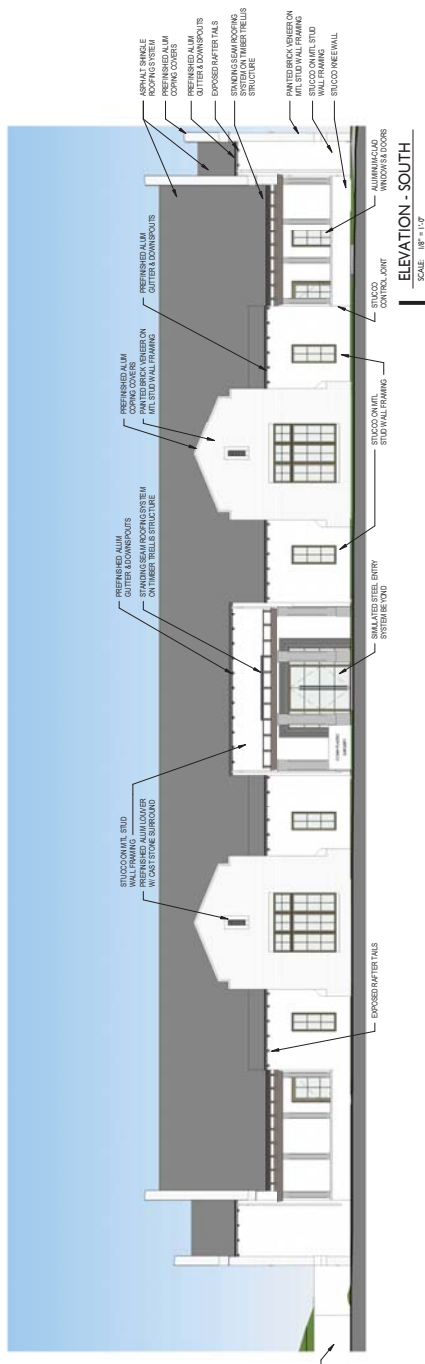 STUCCO ON MTL STUD
WALL FRAMING
PREFINISHED ALUM LOUVER
W/ CAST STONE SURROUND
PREFINISHED ALUM
GUTTER & DOWNSPOUTS
STANDING SEAM ROOFING SYSTEM
ON TIMBER TRELLIS STRUCTURE
PREFINISHED ALUM
COPING COVERS
PAINTED BRICK VENEER ON
MTL STUD WALL FRAMING
PREFINISHED ALUM
GUTTER & DOWNSPOUTS
ASPHALT SHINGLE
ROOFING SYSTEM
PREFINISHED ALUM
COPING COVERS
PREFINISHED ALUM
GUTTER & DOWNSPOUTS
EXPOSED RAFTER TAILS
STANDING SEAM ROOFING
SYSTEM ON TIMBER TRELLIS
STRUCTURE
PAINTED BRICK VENEER ON
MTL STUD WALL FRAMING
STUCCO ON MTL STUD
WALL FRAMING
STUCCO KNEE WALL
EXPOSED RAFTER TAILS
SURGERY
SIMULATED STEEL ENTRY
SYSTEM BEYOND
STUCCO ON MTL
STUD WALL FRAMING
STUCCO
CONTROL JOINT
ALUMINUM-CLAD
WINDOWS & DOORS
ELEVATION - SOUTH
SCALE: 1/8" = 1'-0"